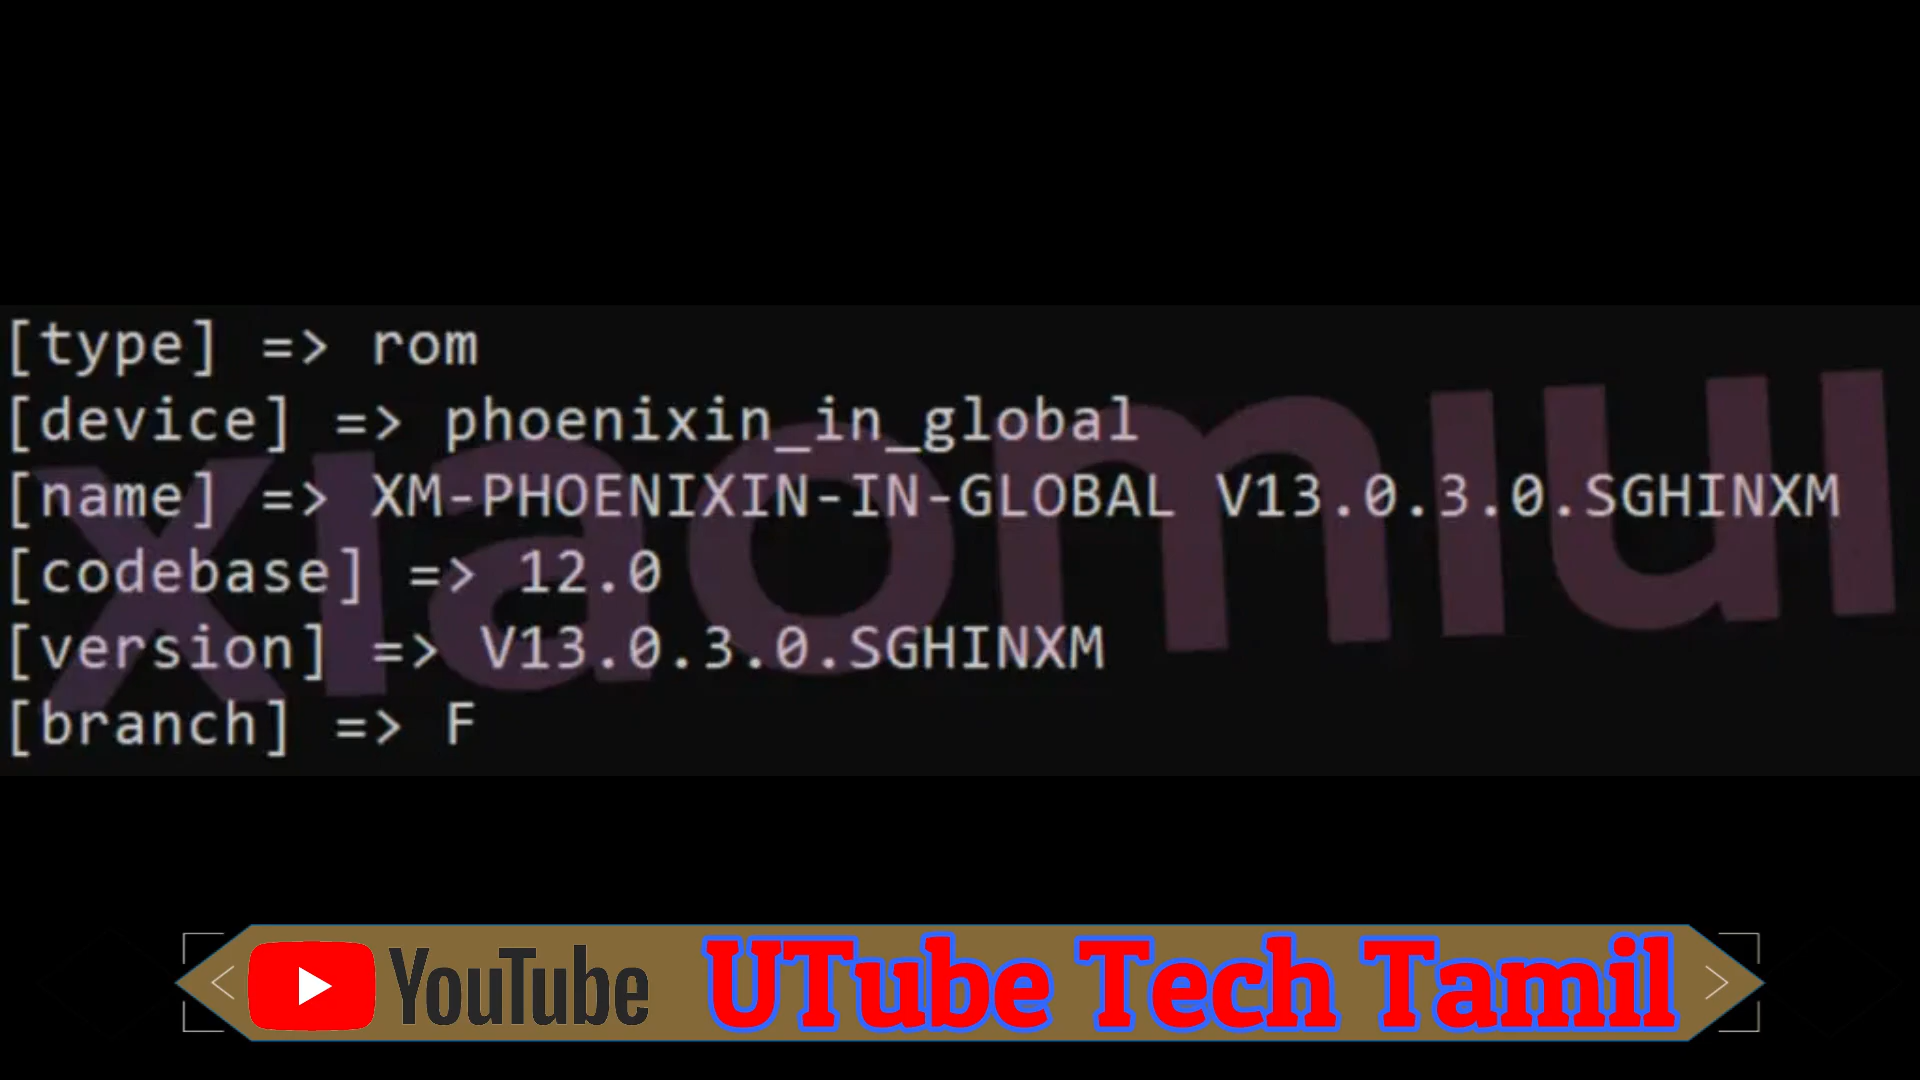 [type] => rom
[device] => phoenixin_in_global
[name] => XM-PHOENIXIN-IN-GLOBAL V13.0.3.0.SGHINXM
[codebase] => 12.0
[version] => V13.0.3.0.SGHINXM
[branch] => F
xiaomiui
YouTube UTube Tech Tamil